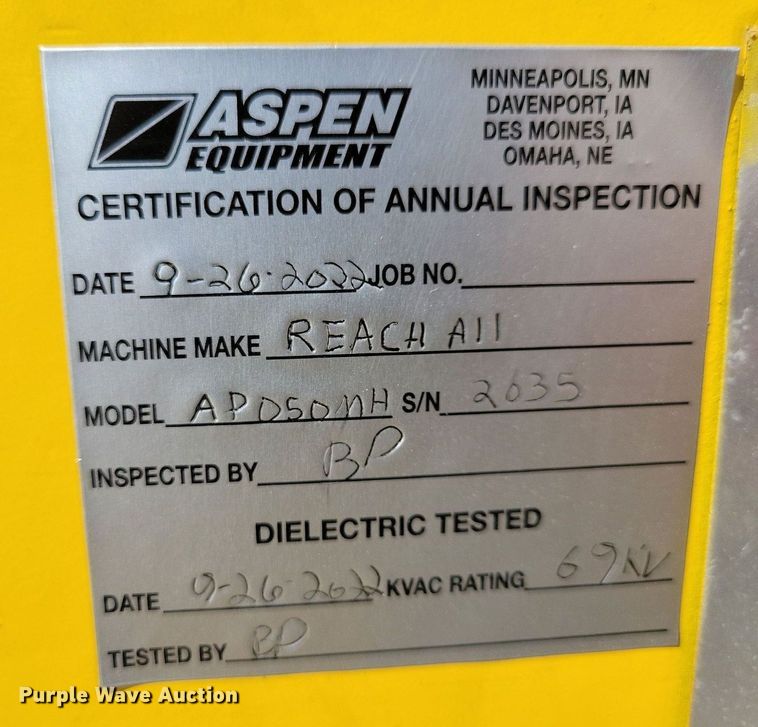 ASPEN
EQUIPMENT
MINNEAPOLIS, MN
DAVENPORT, IA
DES MOINES, IA
OMAHA, NE
CERTIFICATION OF ANNUAL INSPECTION
DATE 9-26-2022 JOB NO.
MACHINE MAKE REACH All
MODEL APD50MH S/N 2635
INSPECTED BY BP
DIELECTRIC TESTED
DATE 9-26-2022 KVAC RATING 69KV
TESTED BY BP
Purple Wave Auction